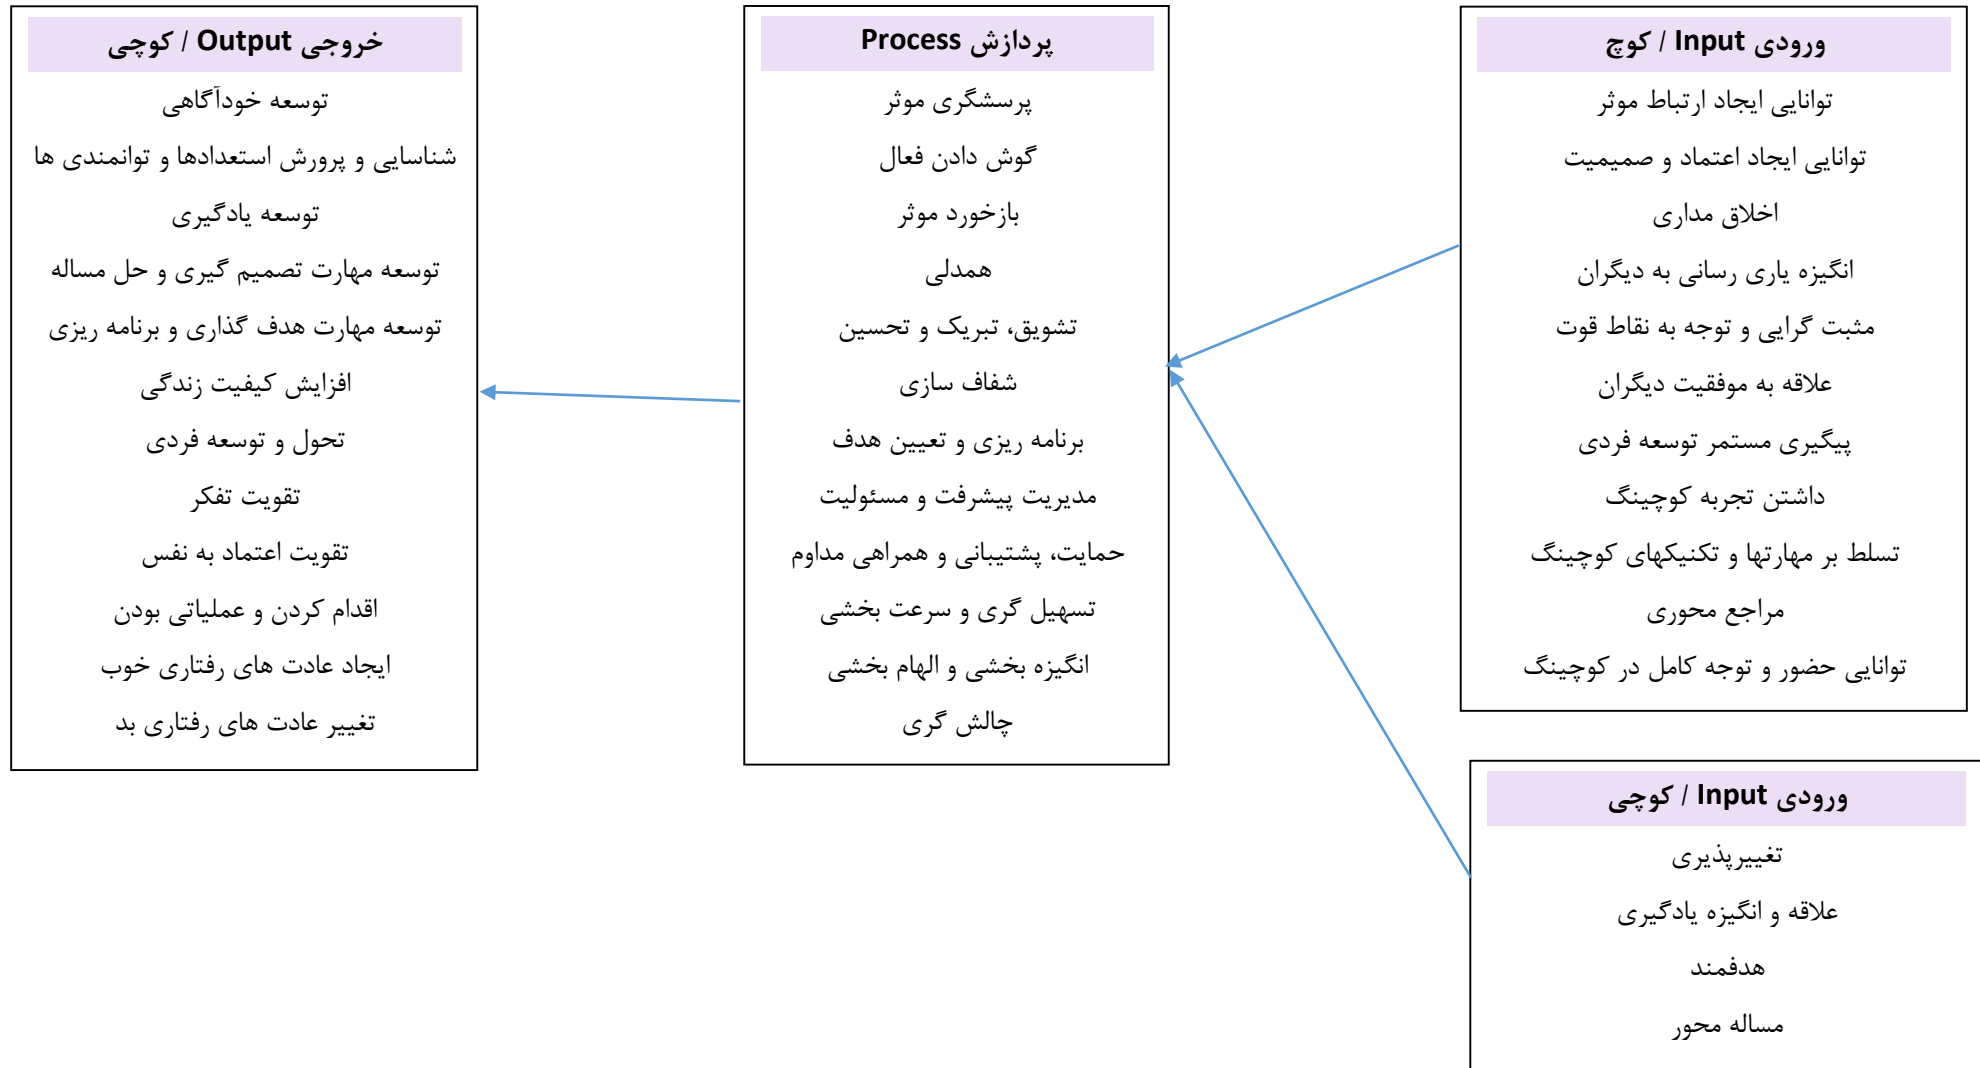 ورودی Input / کوچ
توانایی ایجاد ارتباط موثر
توانایی ایجاد اعتماد و صمیمیت
اخلاق مداری
انگیزه یاری رسانی به دیگران
مثبت گرایی و توجه به نقاط قوت
علاقه به موفقیت دیگران
پیگیری مستمر توسعه فردی
داشتن تجربه کوچینگ
تسلط بر مهارتها و تکنیکهای کوچینگ
مراجع محوری
توانایی حضور و توجه کامل در کوچینگ
ورودی Input / کوچی
تغییرپذیری
علاقه و انگیزه یادگیری
هدفمند
مساله محور
پردازش Process
پرسشگری موثر
گوش دادن فعال
بازخورد موثر
همدلی
تشویق، تبریک و تحسین
شفاف سازی
برنامه ریزی و تعیین هدف
مدیریت پیشرفت و مسئولیت
حمایت، پشتیبانی و همراهی مداوم
تسهیل گری و سرعت بخشی
انگیزه بخشی و الهام بخشی
چالش گری
خروجی Output / کوچی
توسعه خودآگاهی
شناسایی و پرورش استعدادها و توانمندی ها
توسعه یادگیری
توسعه مهارت تصمیم گیری و حل مساله
توسعه مهارت هدف گذاری و برنامه ریزی
افزایش کیفیت زندگی
تحول و توسعه فردی
تقویت تفکر
تقویت اعتماد به نفس
اقدام کردن و عملیاتی بودن
ایجاد عادت های رفتاری خوب
تغییر عادت های رفتاری بد